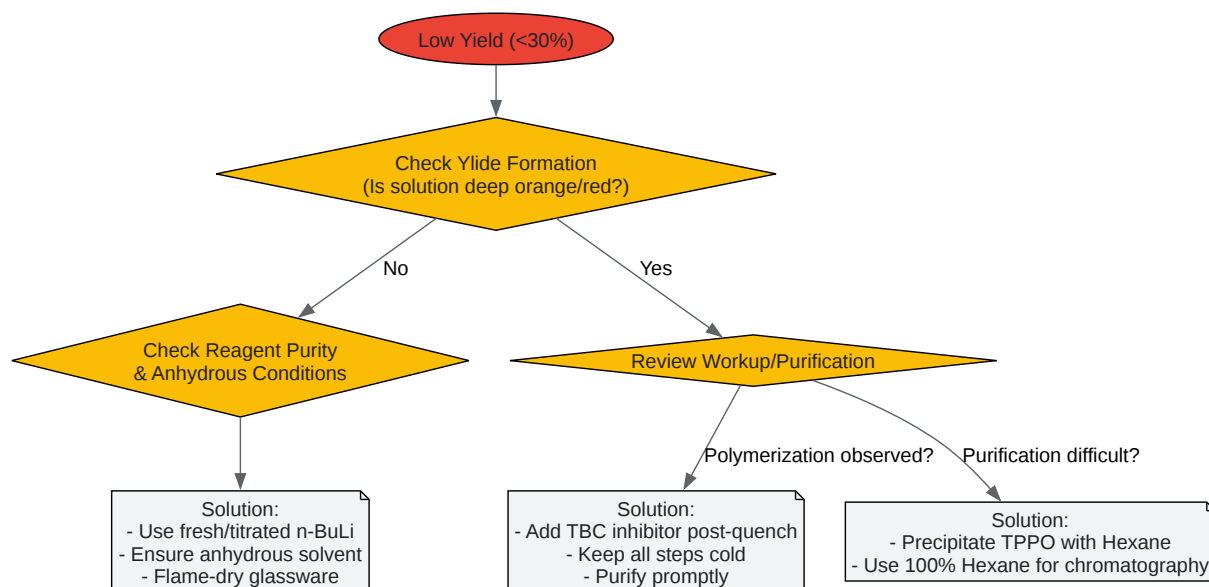 Low Yield (<30%)
Check Ylide Formation
(Is solution deep orange/red?)
No
Yes
Check Reagent Purity
& Anhydrous Conditions
Review Workup/Purification
Polymerization observed?
Purification difficult?
Solution:
- Use fresh/titrated n-BuLi
- Ensure anhydrous solvent
- Flame-dry glassware
Solution:
- Add TBC inhibitor post-quench
- Keep all steps cold
- Purify promptly
Solution:
- Precipitate TPPO with Hexane
- Use 100% Hexane for chromatography